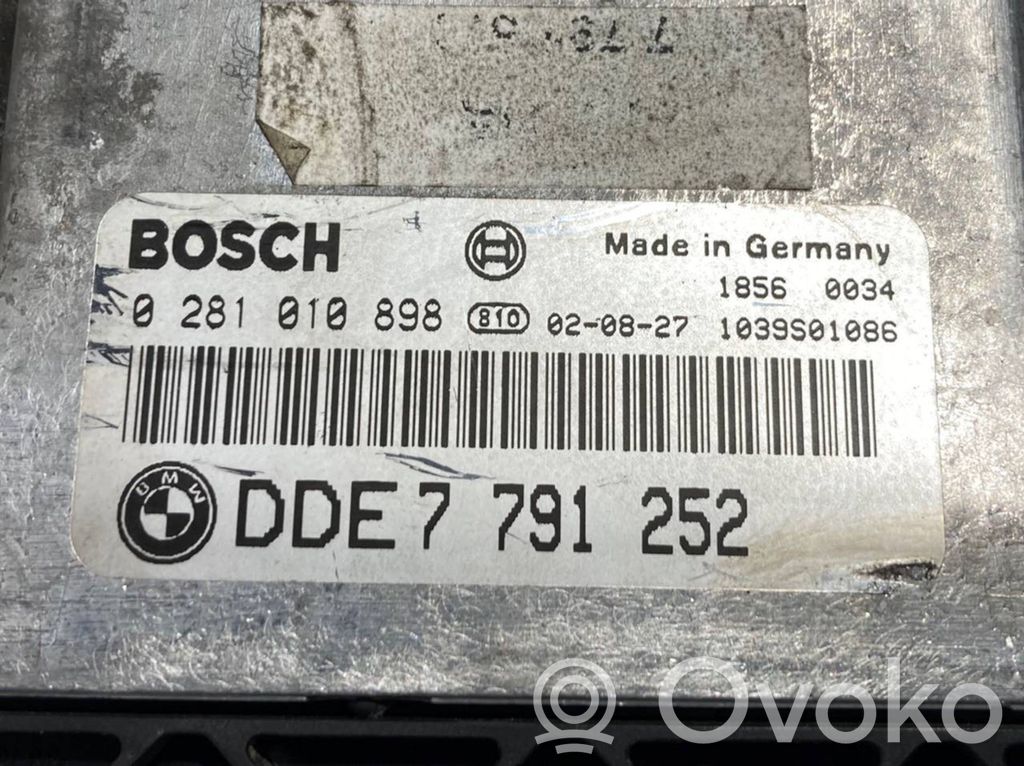 BOSCH
Made in Germany
1856 0034
0 281 010 898 810 02-08-27 1039S01086
BMW
DDE 7 791 252
Ovoko